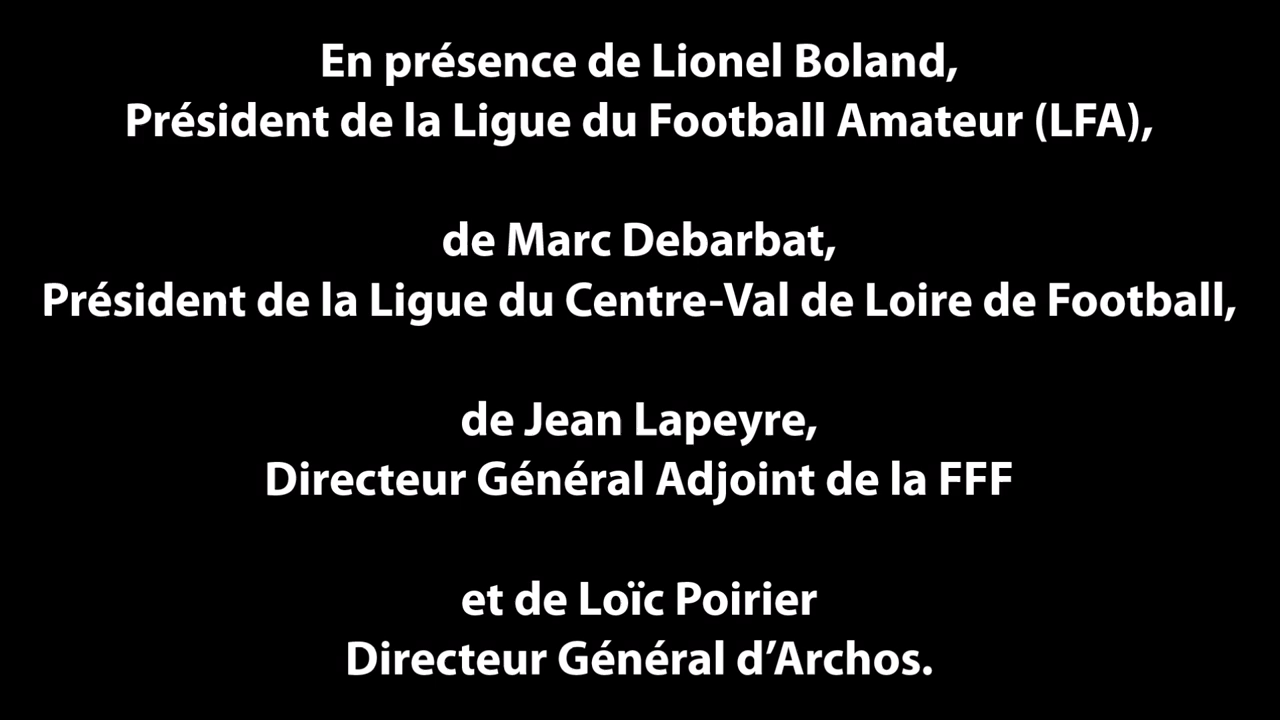 En présence de Lionel Boland,
Président de la Ligue du Football Amateur (LFA),
de Marc Debarbat,
Président de la Ligue du Centre-Val de Loire de Football,
de Jean Lapeyre,
Directeur Général Adjoint de la FFF
et de Loïc Poirier
Directeur Général d’Archos.